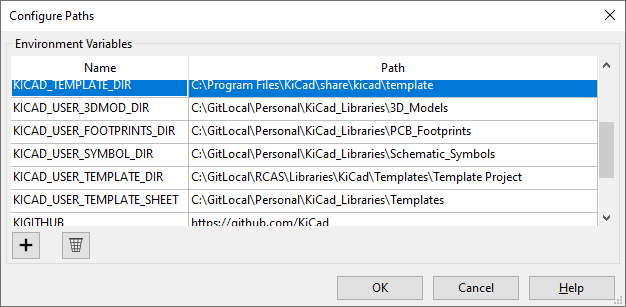 Configure Paths
Environment Variables
Name Path
KICAD_TEMPLATE_DIR C:\Program Files\KiCad\share\kicad\template
KICAD_USER_3DMOD_DIR C:\GitLocal\Personal\KiCad_Libraries\3D_Models
KICAD_USER_FOOTPRINTS_DIR C:\GitLocal\Personal\KiCad_Libraries\PCB_Footprints
KICAD_USER_SYMBOL_DIR C:\GitLocal\Personal\KiCad_Libraries\Schematic_Symbols
KICAD_USER_TEMPLATE_DIR C:\GitLocal\RCAS\Libraries\KiCad\Templates\Template Project
KICAD_USER_TEMPLATE_SHEET C:\GitLocal\Personal\KiCad_Libraries\Templates
KIGITHUB https://github.com/KiCad
OK Cancel Help